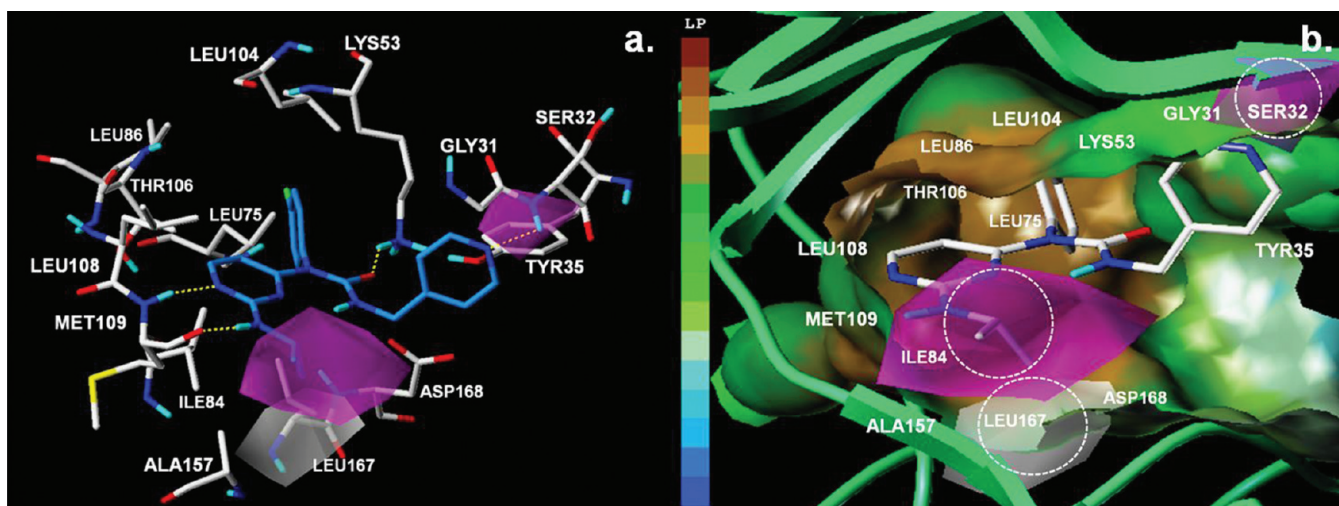 a.
LEU104
LYS53
LEU86
SER32
GLY31
THR106
LEU75
LEU108
TYR35
MET109
ILE84
ASP168
ALA157
LEU167
LP
b.
GLY31
SER32
LEU104
LYS53
LEU86
THR106
LEU75
LEU108
TYR35
MET109
ILE84
ASP168
ALA157
LEU167